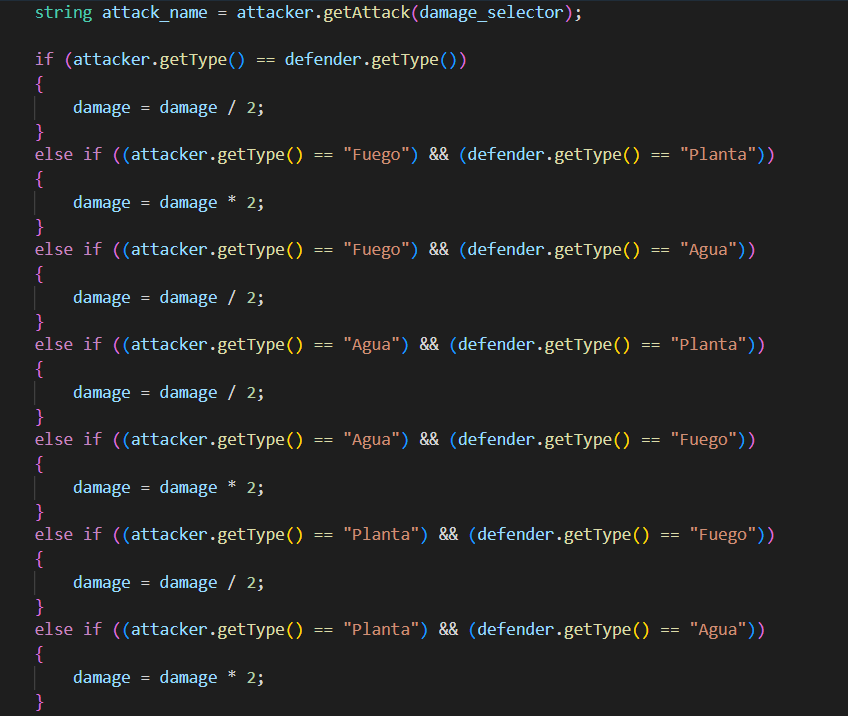 string attack_name = attacker.getAttack(damage_selector);
if (attacker.getType() == defender.getType())
{
damage = damage / 2;
}
else if ((attacker.getType() == "Fuego") && (defender.getType() == "Planta"))
{
damage = damage * 2;
}
else if ((attacker.getType() == "Fuego") && (defender.getType() == "Agua"))
{
damage = damage / 2;
}
else if ((attacker.getType() == "Agua") && (defender.getType() == "Planta"))
{
damage = damage / 2;
}
else if ((attacker.getType() == "Agua") && (defender.getType() == "Fuego"))
{
damage = damage * 2;
}
else if ((attacker.getType() == "Planta") && (defender.getType() == "Fuego"))
{
damage = damage / 2;
}
else if ((attacker.getType() == "Planta") && (defender.getType() == "Agua"))
{
damage = damage * 2;
}